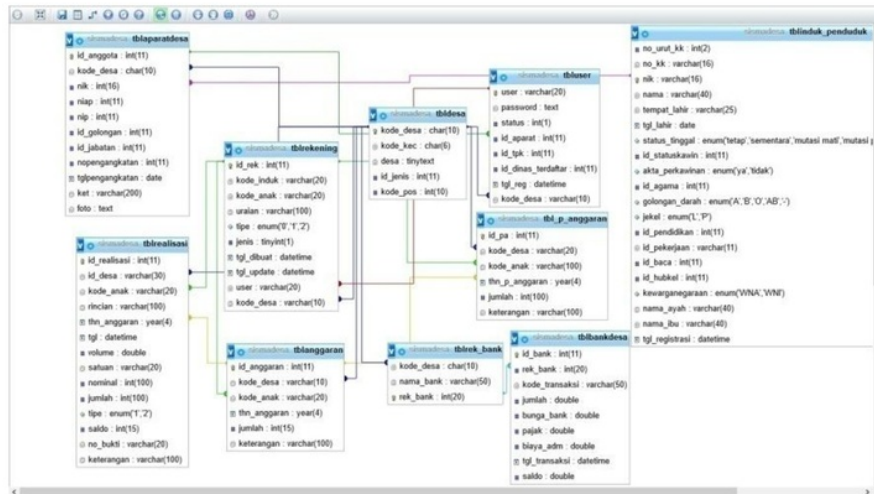 simmadesa tblaparatdesa
id_anggota : int(11)
kode_desa : char(10)
nik : int(16)
niap : int(11)
nip : int(11)
id_golongan : int(11)
id_jabatan : int(11)
nopengangkatan : int(11)
tglpengangkatan : date
ket : varchar(200)
foto : text
tblrealisasi
id_realisasi : int(11)
id_desa : varchar(30)
kode_anak : varchar(20)
rincian : varchar(100)
thn_anggaran : year(4)
tgl : datetime
volume : double
satuan : varchar(20)
nominal : int(100)
jumlah : int(100)
tipe : enum('1','2')
saldo : int(15)
no_bukti : varchar(20)
keterangan : varchar(100)
tblrekening
id_rek : int(11)
kode_induk : varchar(20)
kode_anak : varchar(20)
uraian : varchar(100)
tipe : enum('0','1','2')
jenis : tinyint(1)
tgl_dibuat : datetime
tgl_update : datetime
user : varchar(20)
kode_desa : varchar(10)
tblanggaran
id_anggaran : int(11)
kode_desa : varchar(10)
kode_anak : varchar(20)
thn_anggaran : year(4)
jumlah : int(15)
keterangan : varchar(100)
tbldesa
kode_desa : char(10)
kode_kec : char(6)
desa : tinytext
id_jenis : int(11)
kode_pos : int(10)
tblrek_bank
kode_desa : char(10)
nama_bank : varchar(50)
rek_bank : int(20)
tbluser
user : varchar(20)
password : text
status : int(1)
id_aparat : int(11)
id_tpk : int(11)
id_dinas_terdaftar : int(11)
tgl_reg : datetime
kode_desa : varchar(10)
tbl_p_anggaran
id_pa : int(11)
kode_desa : varchar(20)
kode_anak : varchar(100)
thn_p_anggaran : year(4)
jumlah : int(100)
keterangan : varchar(100)
tblbankdesa
id_bank : int(11)
rek_bank : int(20)
kode_transaksi : varchar(50)
jumlah : double
bunga_bank : double
pajak : double
biaya_adm : double
tgl_transaksi : datetime
saldo : double
tblinduk_penduduk
no_urut_kk : int(2)
no_kk : varchar(16)
nik : varchar(16)
nama : varchar(40)
tempat_lahir : varchar(25)
tgl_lahir : date
status_tinggal : enum('tetap','sementara','mutasi mati','mutasi p
id_statuskawin : int(11)
akta_perkawinan : enum('ya','tidak')
id_agama : int(11)
golongan_darah : enum('A','B','O','AB','-')
jekel : enum('L','P')
id_pendidikan : int(11)
id_pekerjaan : varchar(11)
id_baca : int(11)
id_hubkel : int(11)
kewarganegaraan : enum('WNA','WNI')
nama_ayah : varchar(40)
nama_ibu : varchar(40)
tgl_registrasi : datetime